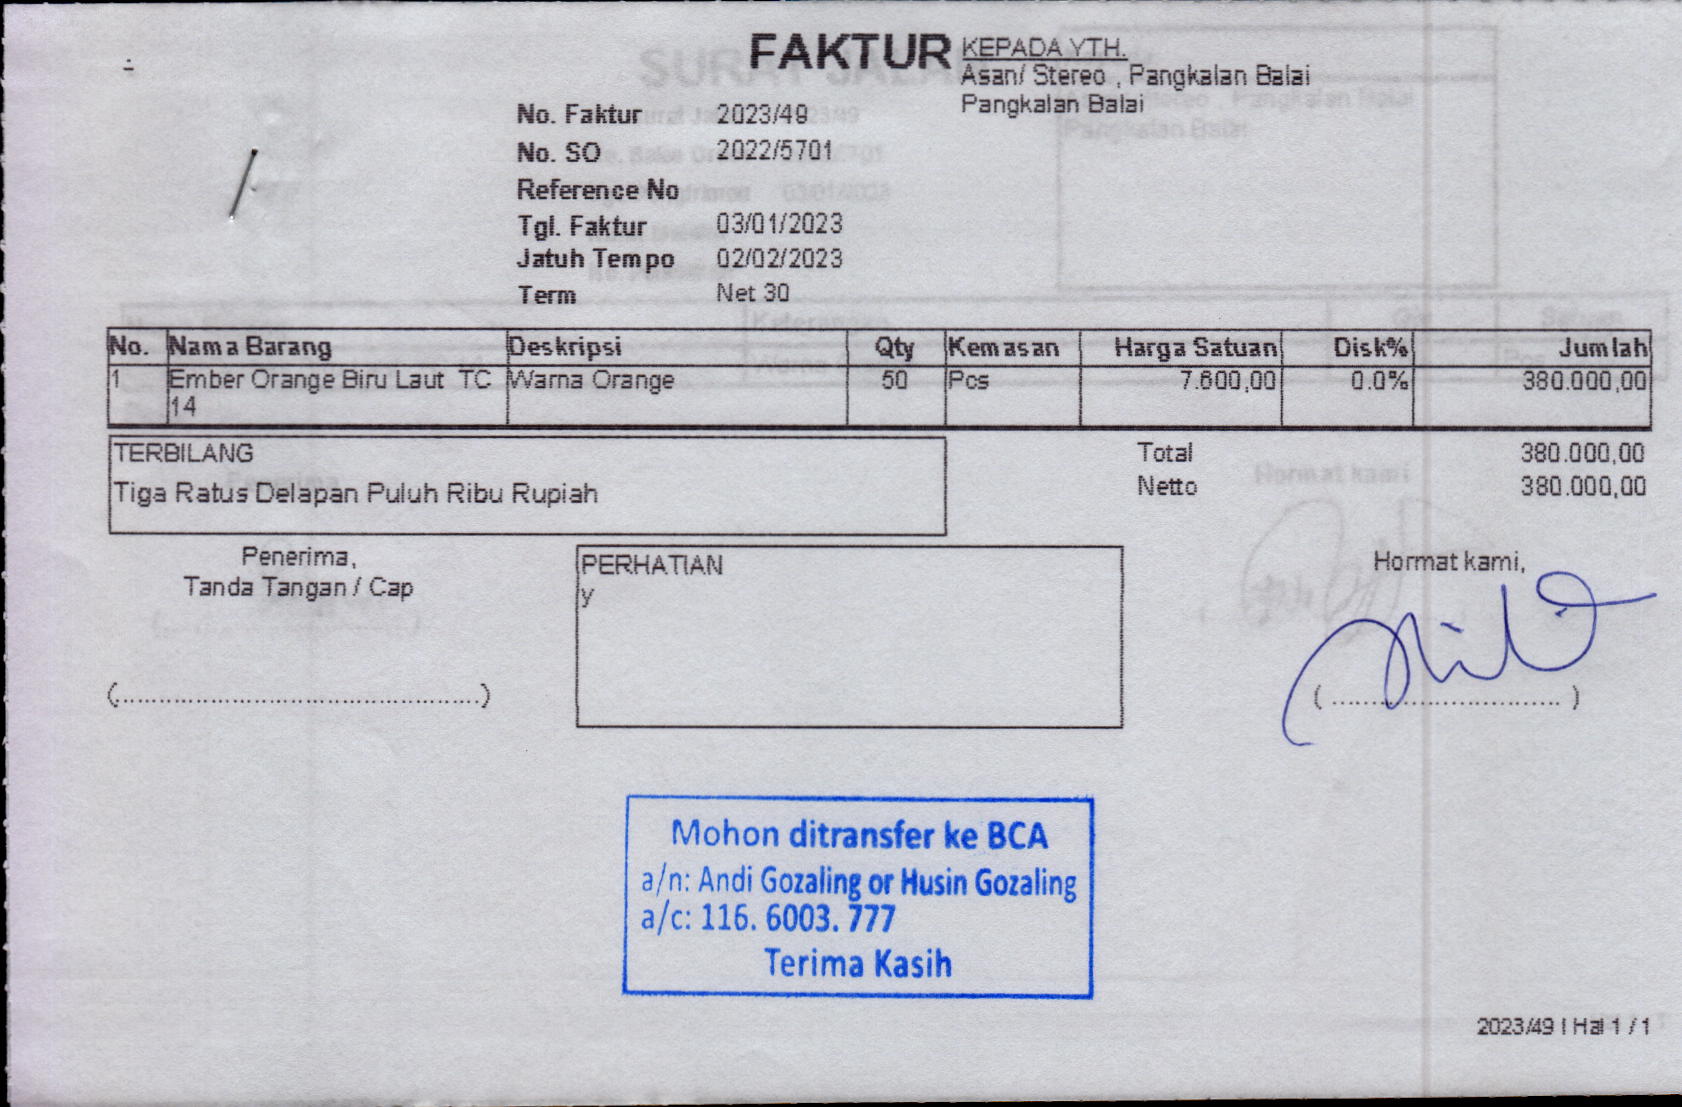 FAKTUR
KEPADA YTH.
Asan/ Stereo , Pangkalan Balai
Pangkalan Balai
No. Faktur 2023/49
No. SO 2022/5701
Reference No
Tgl. Faktur 03/01/2023
Jatuh Tempo 02/02/2023
Term Net 30
No. Nama Barang Deskripsi Qty Kemasan Harga Satuan Disk% Jumlah
1 Ember Orange Biru Laut TC Warna Orange 50 Pcs 7.600,00 0.0% 380.000,00
14
TERBILANG
Tiga Ratus Delapan Puluh Ribu Rupiah
Total 380.000,00
Netto 380.000,00
Penerima,
Tanda Tangan / Cap
(................................................)
PERHATIAN
y
Hormat kami,
( .............................. )
Mohon ditransfer ke BCA
a/n: Andi Gozaling or Husin Gozaling
a/c: 116. 6003. 777
Terima Kasih
2023/49 | Hal 1 / 1